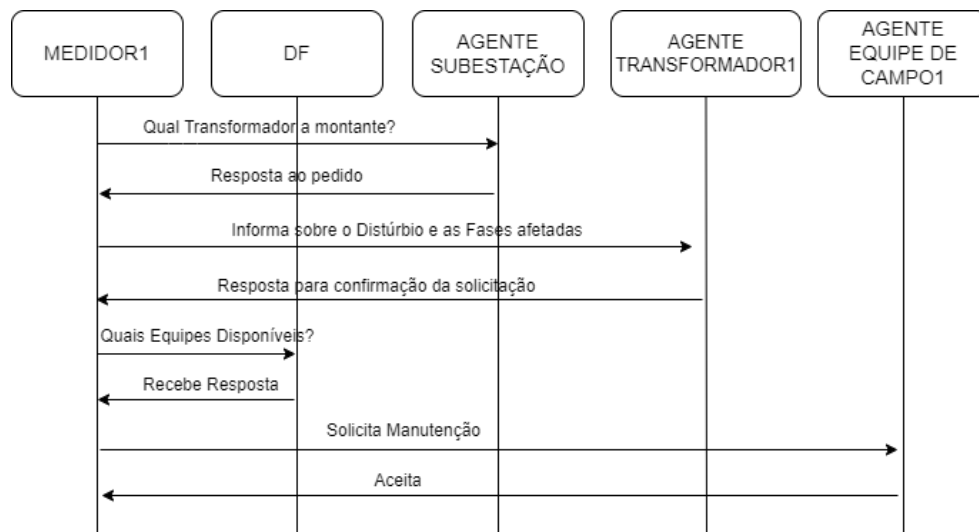 MEDIDOR1
DF
AGENTE
SUBESTAÇÃO
AGENTE
TRANSFORMADOR1
AGENTE
EQUIPE DE
CAMPO1
Qual Transformador a montante?
Resposta ao pedido
Informa sobre o Distúrbio e as Fases afetadas
Resposta para confirmação da solicitação
Quais Equipes Disponíveis?
Recebe Resposta
Solicita Manutenção
Aceita